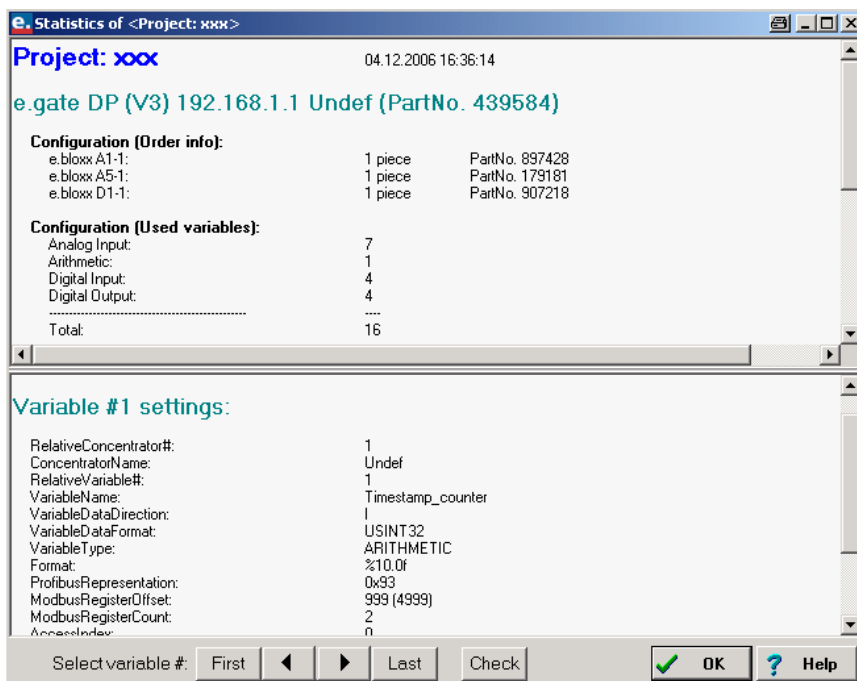 e. Statistics of <Project: xxx>
Project: xxx 04.12.2006 16:36:14
e.gate DP (V3) 192.168.1.1 Undef (PartNo. 439584)
Configuration (Order info):
e.bloxx A1-1: 1 piece PartNo. 897428
e.bloxx A5-1: 1 piece PartNo. 179181
e.bloxx D1-1: 1 piece PartNo. 907218
Configuration (Used variables):
Analog Input: 7
Arithmetic: 1
Digital Input: 4
Digital Output: 4
------------------------------------------------- ----
Total: 16
Variable #1 settings:
RelativeConcentrator#: 1
ConcentratorName: Undef
RelativeVariable#: 1
VariableName: Timestamp_counter
VariableDataDirection: I
VariableDataFormat: USINT32
VariableType: ARITHMETIC
Format: %10.0f
ProfibusRepresentation: 0x93
ModbusRegisterOffset: 999 (4999)
ModbusRegisterCount: 2
AccessIndex: 0
Select variable #: First Last Check OK ? Help